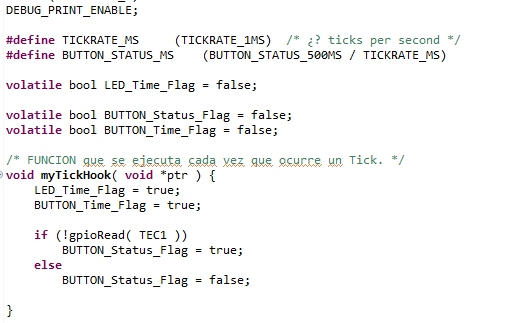 DEBUG_PRINT_ENABLE;
#define TICKRATE_MS     (TICKRATE_1MS)  /* ¿? ticks per second */
#define BUTTON_STATUS_MS    (BUTTON_STATUS_500MS / TICKRATE_MS)
volatile bool LED_Time_Flag = false;
volatile bool BUTTON_Status_Flag = false;
volatile bool BUTTON_Time_Flag = false;
/* FUNCION que se ejecuta cada vez que ocurre un Tick. */
void myTickHook( void *ptr ) {
    LED_Time_Flag = true;
    BUTTON_Time_Flag = true;
    if (!gpioRead( TEC1 ))
        BUTTON_Status_Flag = true;
    else
        BUTTON_Status_Flag = false;
}